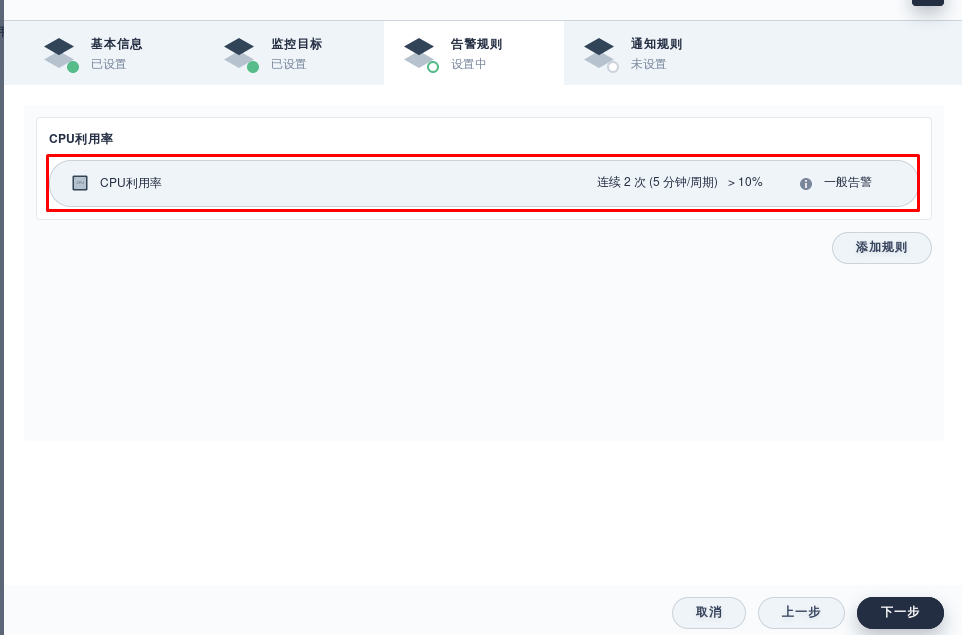 基本信息
已设置
监控目标
已设置
告警规则
设置中
通知规则
未设置
CPU利用率
CPU利用率 连续 2 次 (5 分钟/周期) > 10% 一般告警
添加规则
取消 上一步 下一步